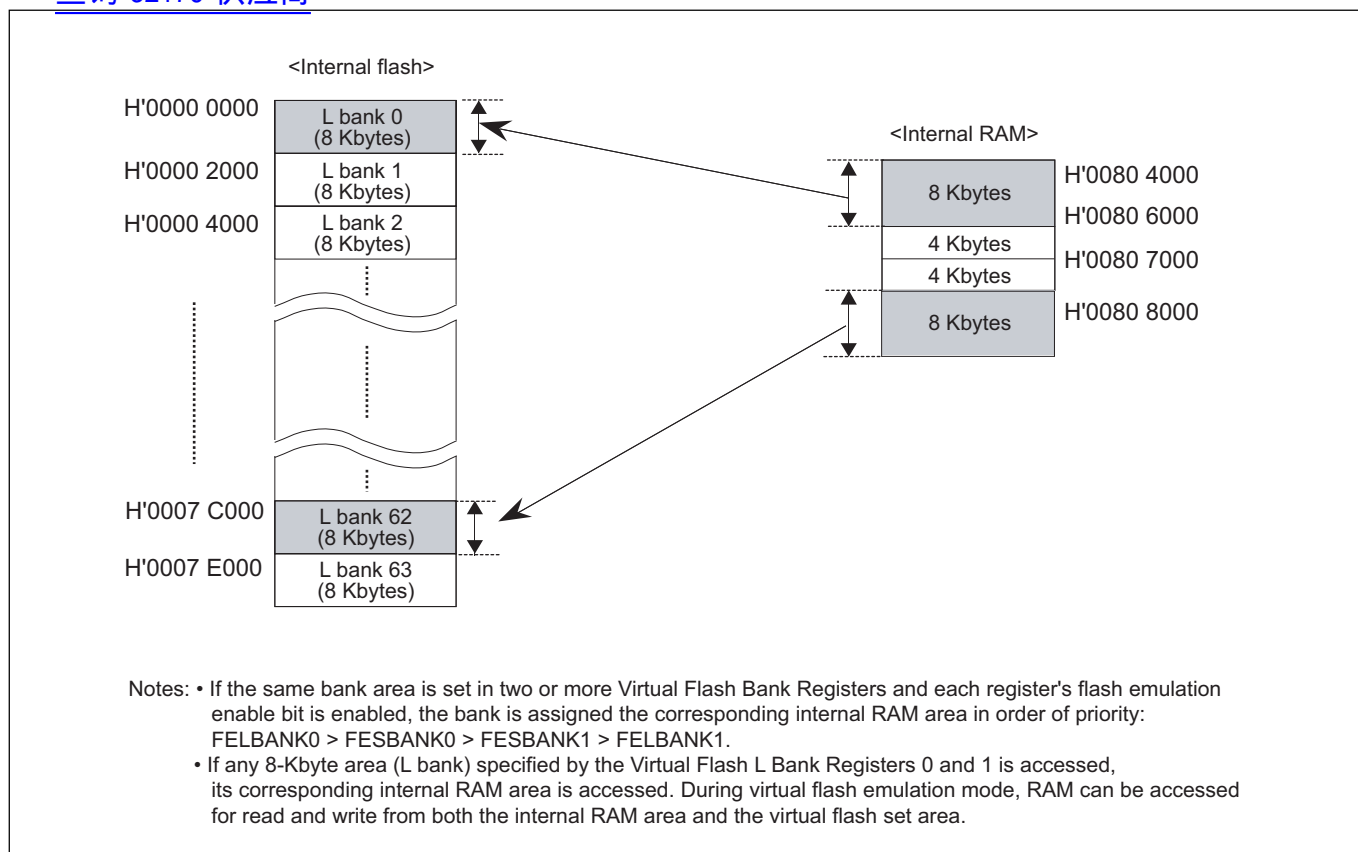 <Internal flash>
H'0000 0000
L bank 0
(8 Kbytes)
H'0000 2000
L bank 1
(8 Kbytes)
H'0000 4000
L bank 2
(8 Kbytes)
H'0007 C000
L bank 62
(8 Kbytes)
H'0007 E000
L bank 63
(8 Kbytes)
<Internal RAM>
8 Kbytes
H'0080 4000
H'0080 6000
4 Kbytes
H'0080 7000
4 Kbytes
8 Kbytes
H'0080 8000
Notes: • If the same bank area is set in two or more Virtual Flash Bank Registers and each register's flash emulation
enable bit is enabled, the bank is assigned the corresponding internal RAM area in order of priority:
FELBANK0 > FESBANK0 > FESBANK1 > FELBANK1.
• If any 8-Kbyte area (L bank) specified by the Virtual Flash L Bank Registers 0 and 1 is accessed,
its corresponding internal RAM area is accessed. During virtual flash emulation mode, RAM can be accessed
for read and write from both the internal RAM area and the virtual flash set area.